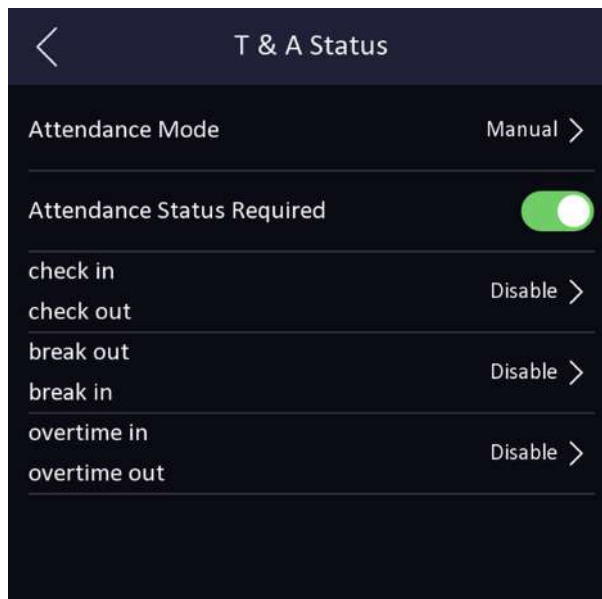 T & A Status
Attendance Mode Manual
Attendance Status Required
check in
check out
Disable
break out
break in
Disable
overtime in
overtime out
Disable